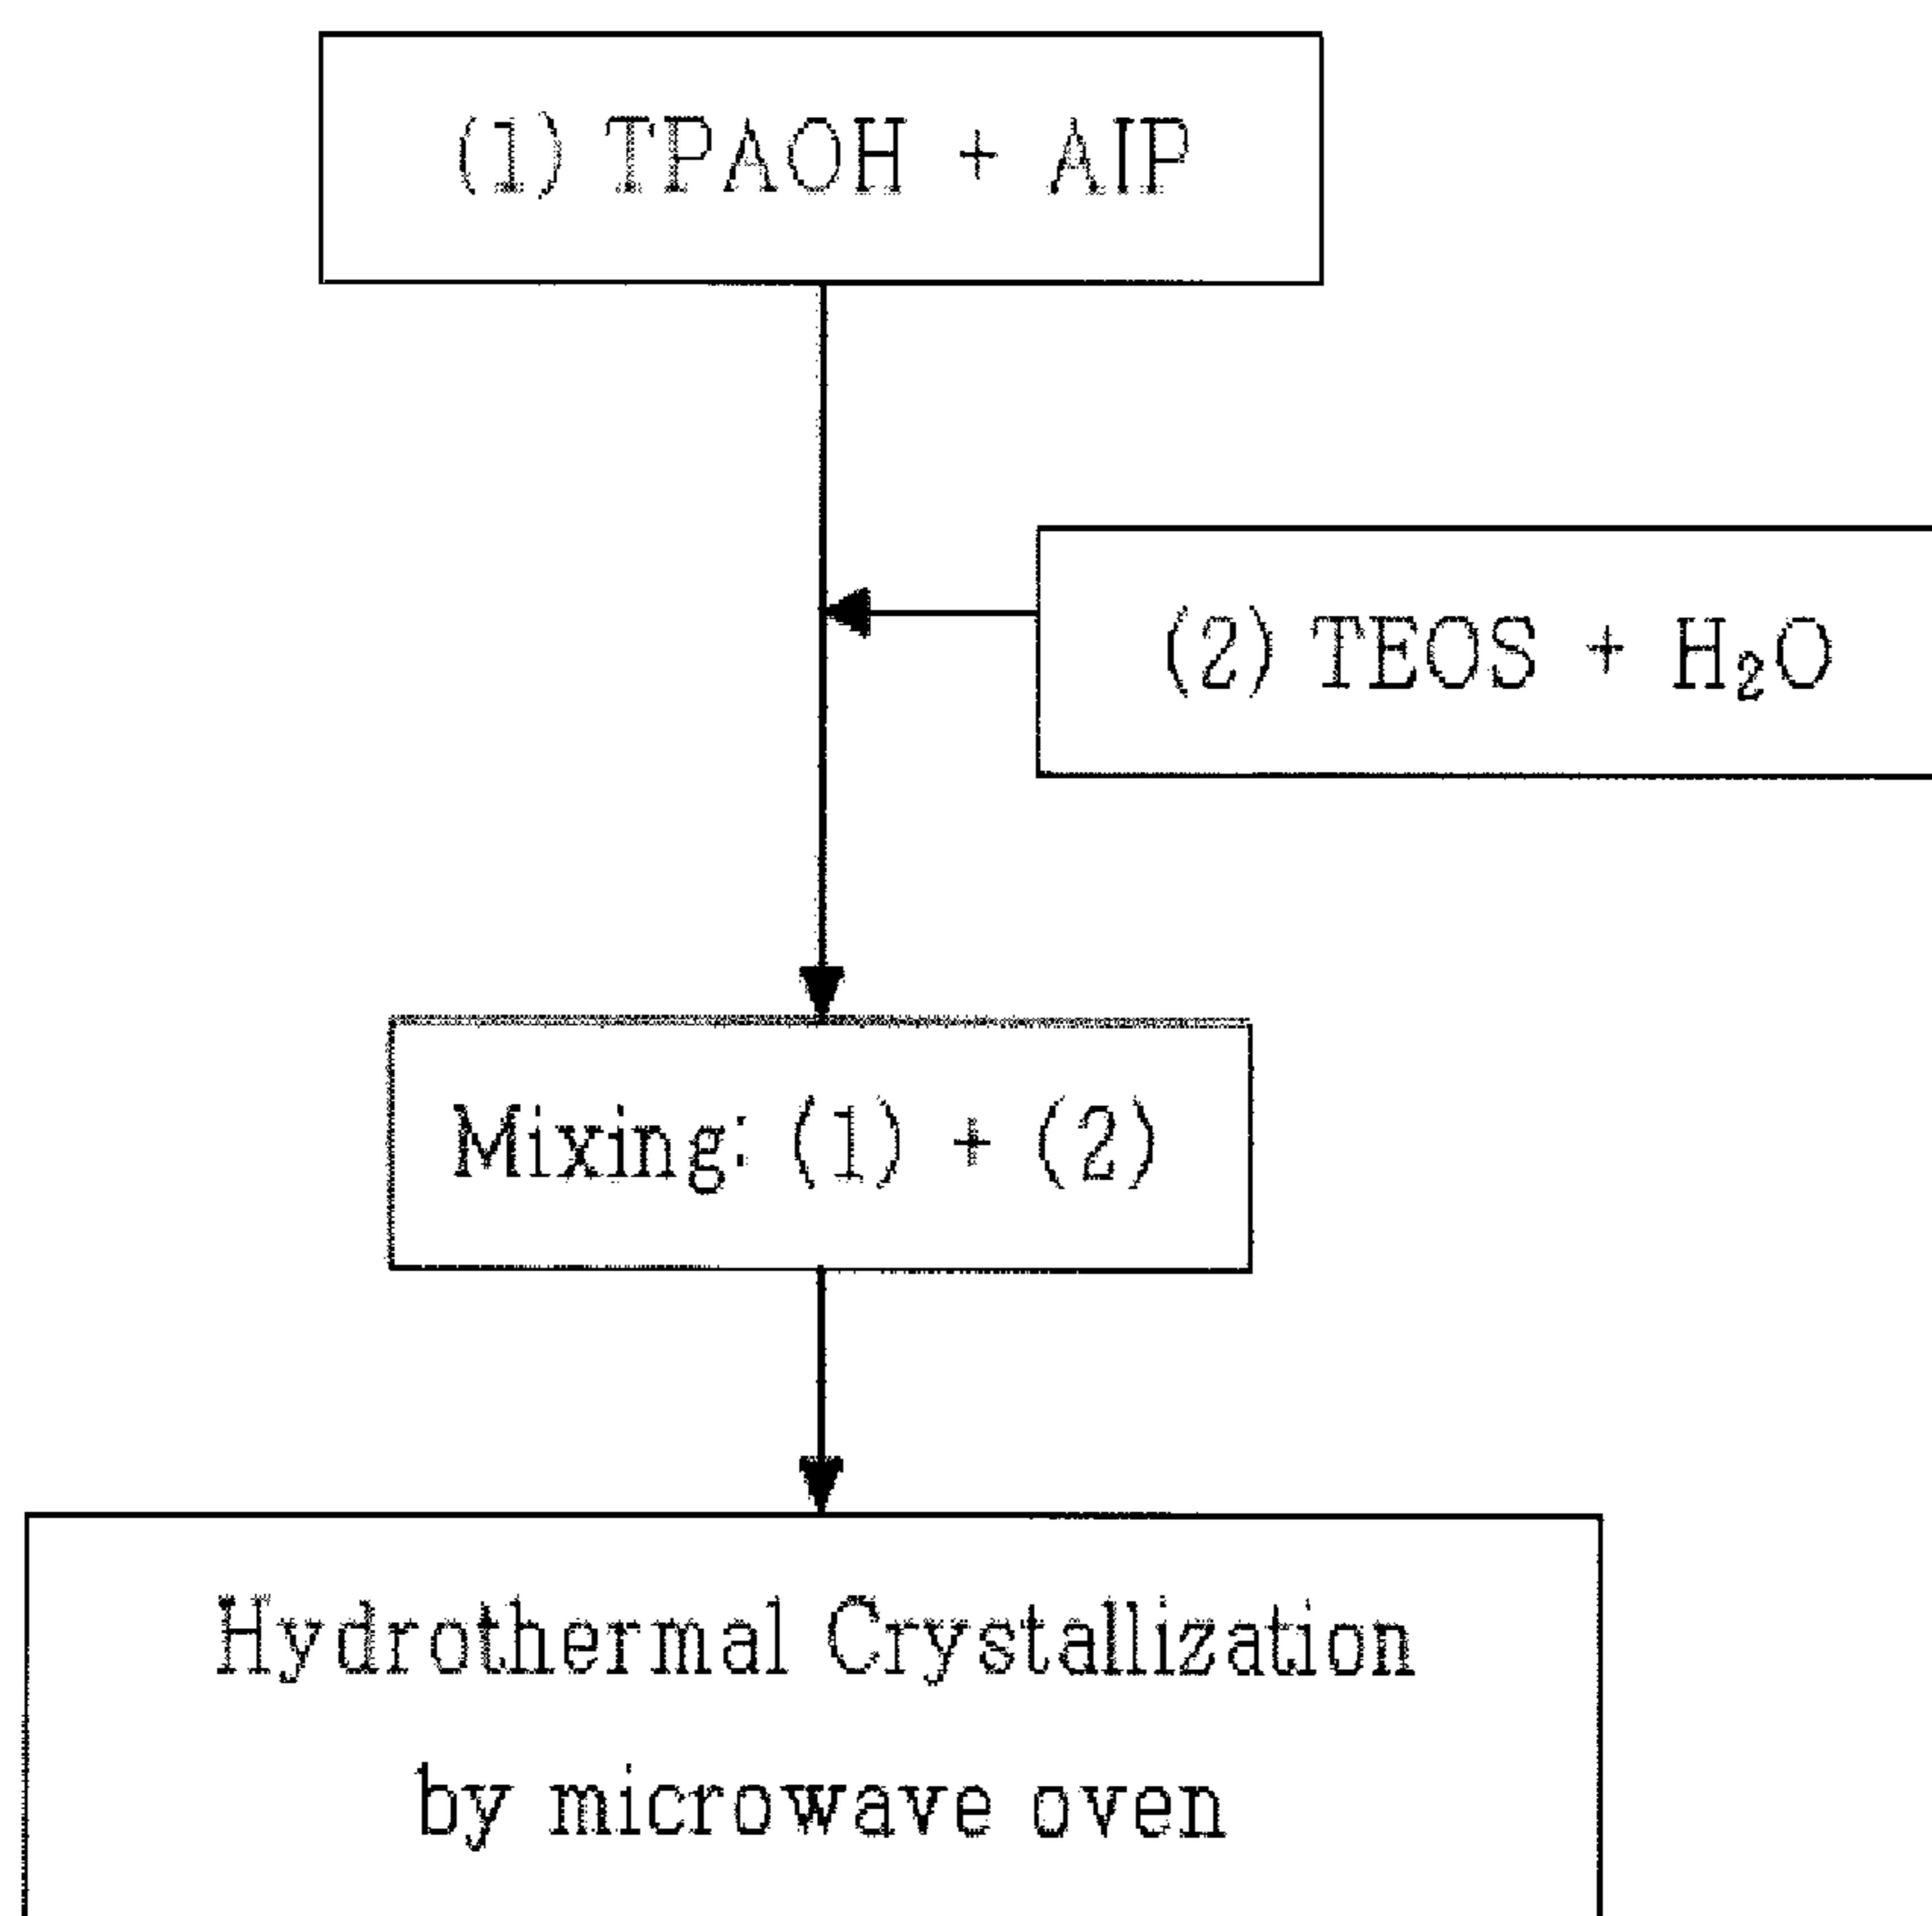 (1) TPAOH + AIP
(2) TEOS + H₂O
Mixing: (1) + (2)
Hydrothermal Crystallization
by microwave oven